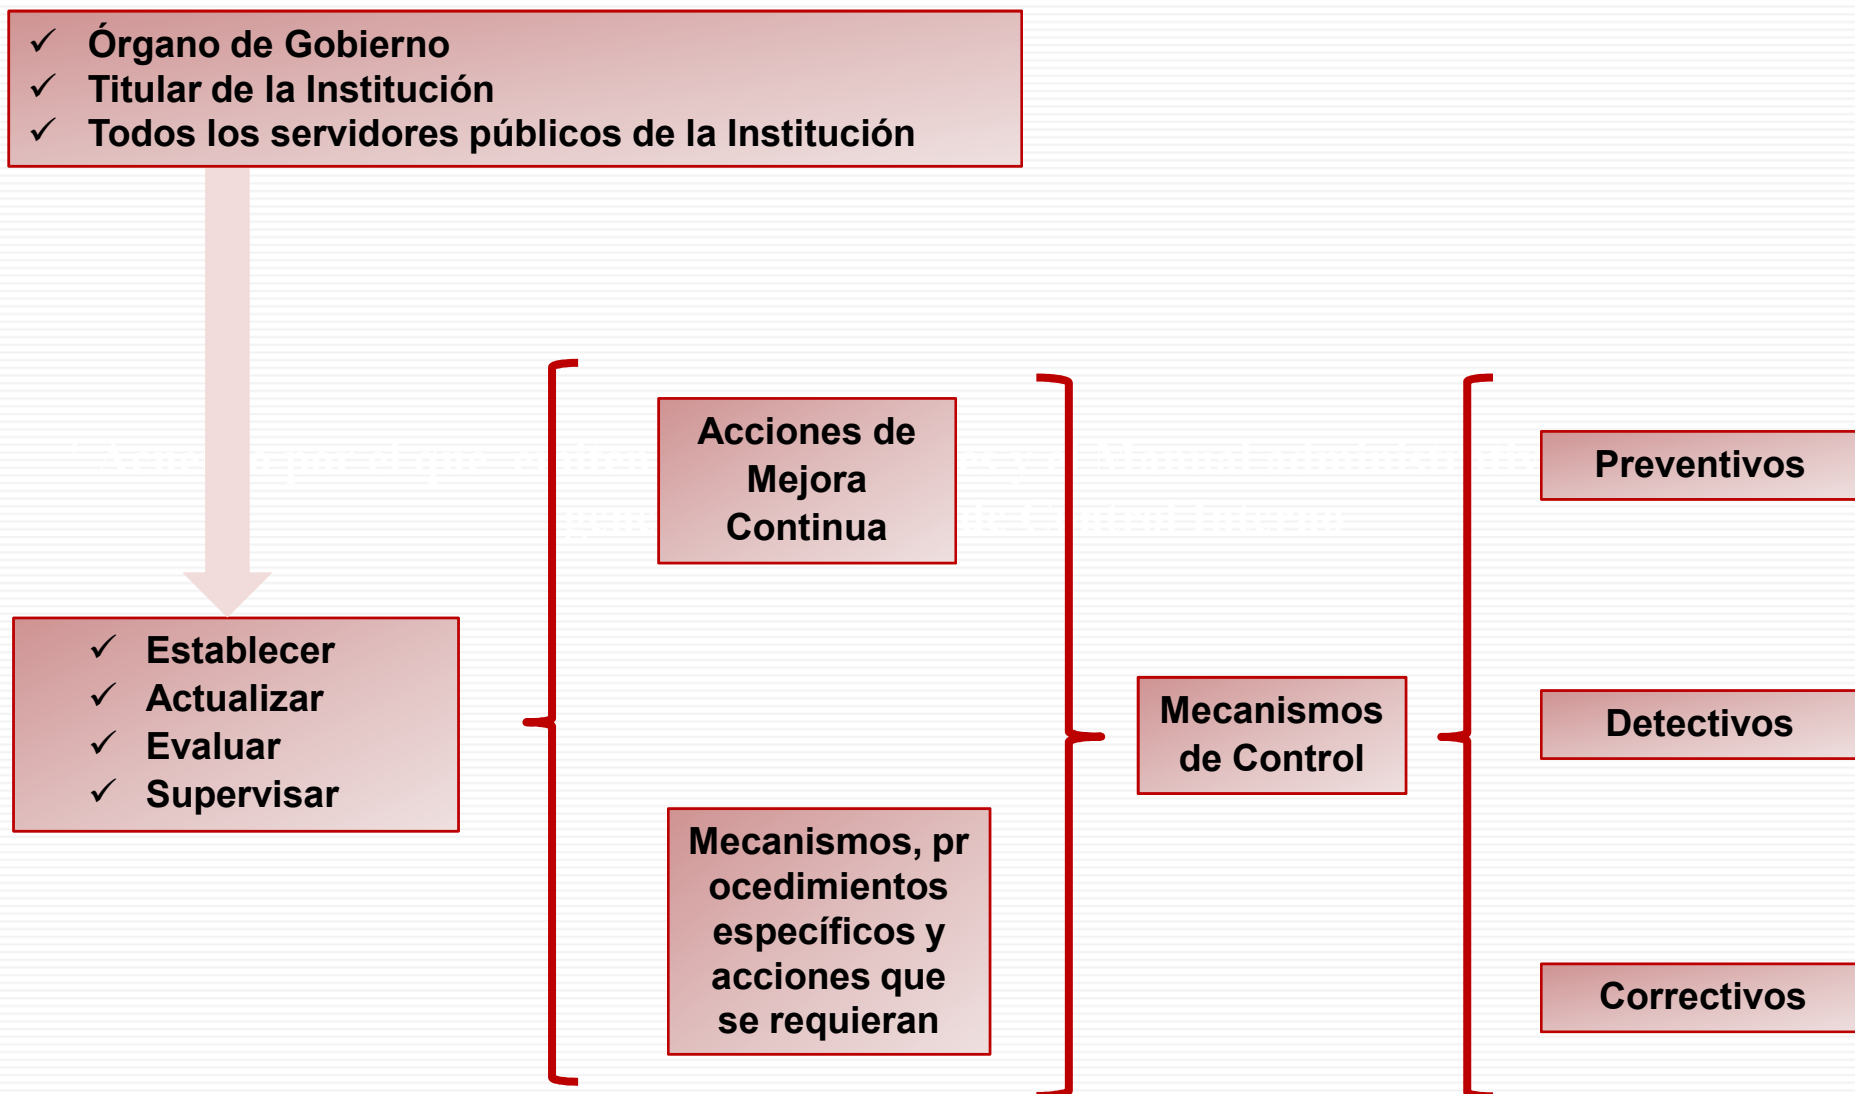 ✓ Órgano de Gobierno
✓ Titular de la Institución
✓ Todos los servidores públicos de la Institución
✓ Establecer
✓ Actualizar
✓ Evaluar
✓ Supervisar
Acciones de
Mejora
Continua
Mecanismos, pr
ocedimientos
específicos y
acciones que
se requieran
Mecanismos
de Control
Preventivos
Detectivos
Correctivos